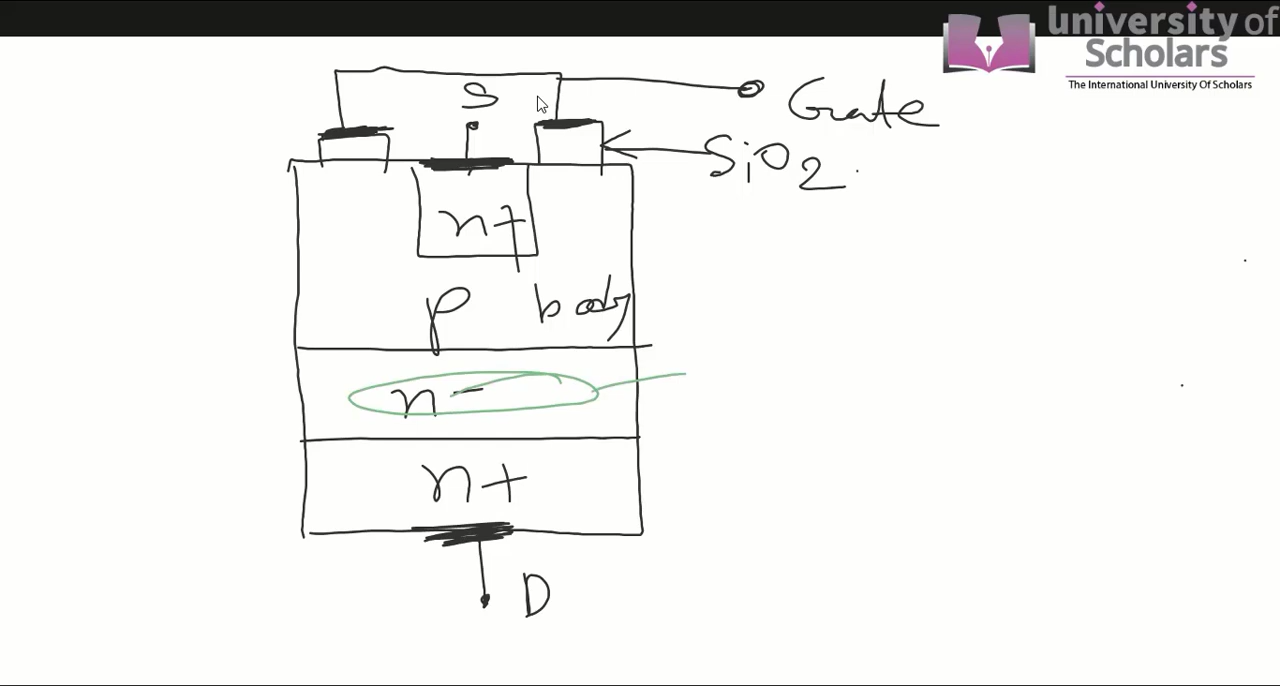 university of
Scholars
The International University Of Scholars
S
Gate
SiO2
n+
p body
n-
n+
D